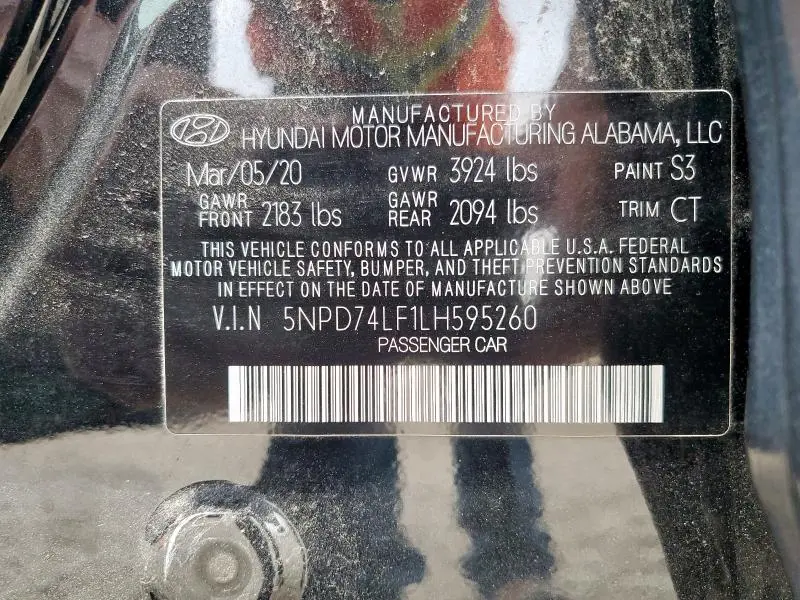 MANUFACTURED BY
HYUNDAI MOTOR MANUFACTURING ALABAMA, LLC
Mar/05/20 GVWR 3924 lbs PAINT S3
GAWR FRONT 2183 lbs GAWR REAR 2094 lbs TRIM CT
THIS VEHICLE CONFORMS TO ALL APPLICABLE U.S.A. FEDERAL
MOTOR VEHICLE SAFETY, BUMPER, AND THEFT PREVENTION STANDARDS
IN EFFECT ON THE DATE OF MANUFACTURE SHOWN ABOVE
V.I.N 5NPD74LF1LH595260
PASSENGER CAR